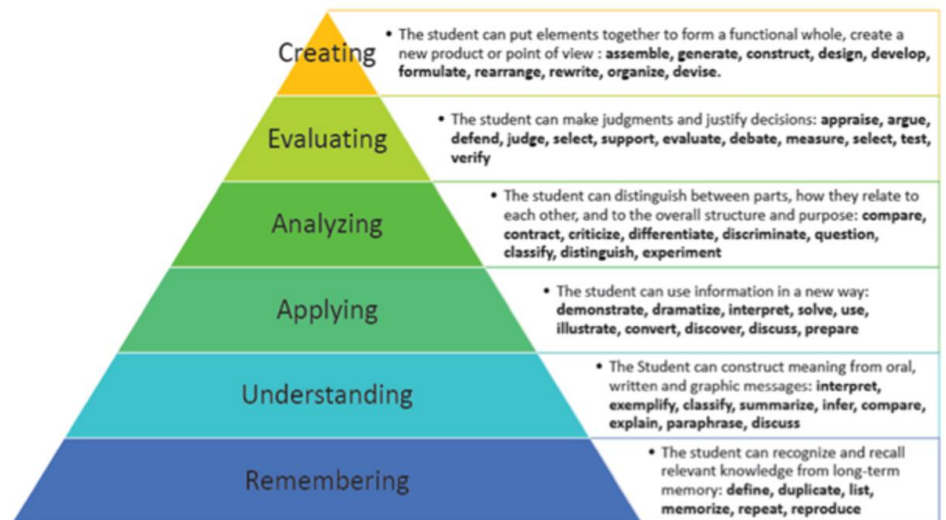 Creating
• The student can put elements together to form a functional whole, create a
new product or point of view : assemble, generate, construct, design, develop,
formulate, rearrange, rewrite, organize, devise.
Evaluating
• The student can make judgments and justify decisions: appraise, argue,
defend, judge, select, support, evaluate, debate, measure, select, test,
verify
Analyzing
• The student can distinguish between parts, how they relate to
each other, and to the overall structure and purpose: compare,
contract, criticize, differentiate, discriminate, question,
classify, distinguish, experiment
Applying
• The student can use information in a new way:
demonstrate, dramatize, interpret, solve, use,
illustrate, convert, discover, discuss, prepare
Understanding
• The Student can construct meaning from oral,
written and graphic messages: interpret,
exemplify, classify, summarize, infer, compare,
explain, paraphrase, discuss
Remembering
• The student can recognize and recall
relevant knowledge from long-term
memory: define, duplicate, list,
memorize, repeat, reproduce